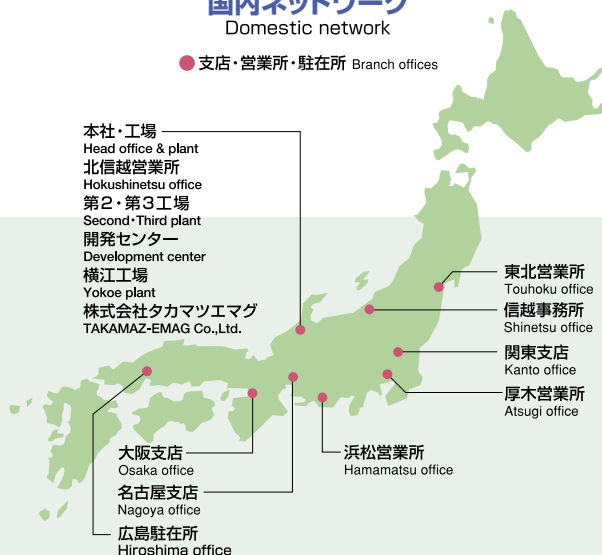 国内ネットワーク
Domestic network
支店・営業所・駐在所 Branch offices
本社・工場
Head office & plant
北信越営業所
Hokushinetsu office
第2・第3工場
Second・Third plant
開発センター
Development center
横江工場
Yokoe plant
株式会社タカマツエマグ
TAKAMAZ-EMAG Co.,Ltd.
東北営業所
Touhoku office
信越事務所
Shinetsu office
関東支店
Kanto office
厚木営業所
Atsugi office
浜松営業所
Hamamatsu office
大阪支店
Osaka office
名古屋支店
Nagoya office
広島駐在所
Hiroshima office